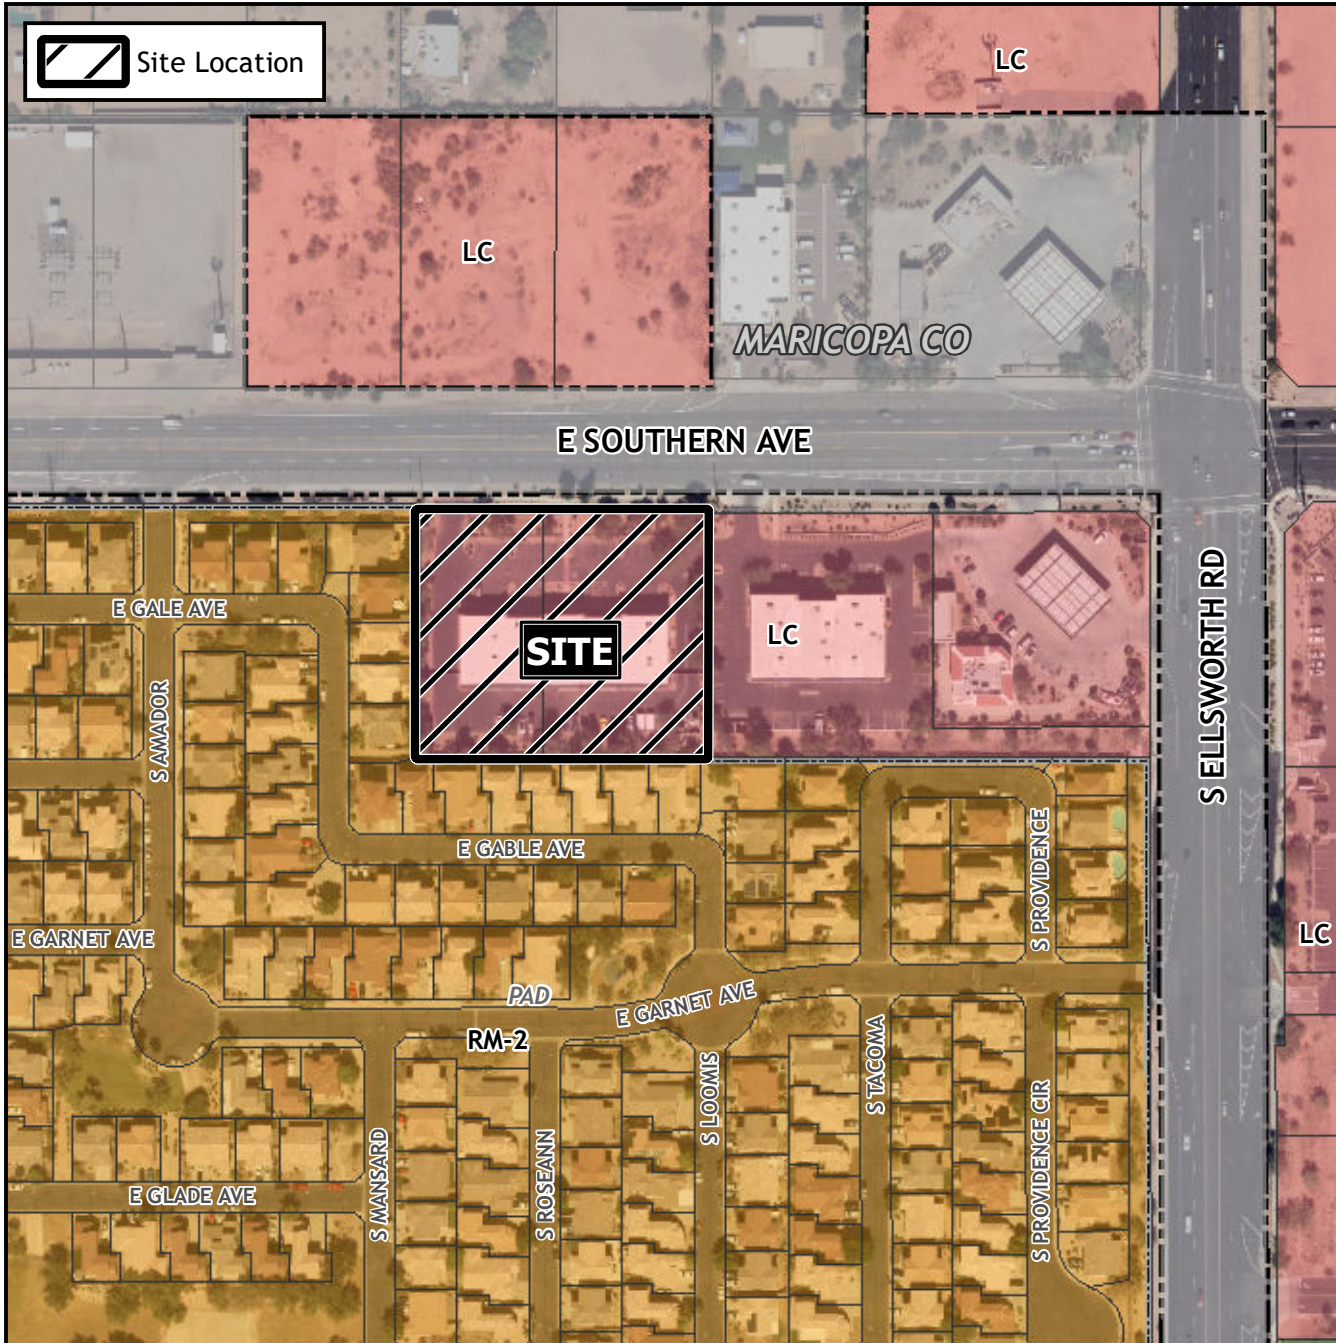 Site Location
LC
LC
MARICOPA CO
E SOUTHERN AVE
E GALE AVE
SITE
LC
S ELLSWORTH RD
S AMADOR
E GABLE AVE
S PROVIDENCE
E GARNET AVE
LC
PAD
E GARNET AVE
RM-2
S TACOMA
S LOOMIS
S PROVIDENCE CIR
S MANSARD
S ROSEANN
E GLADE AVE